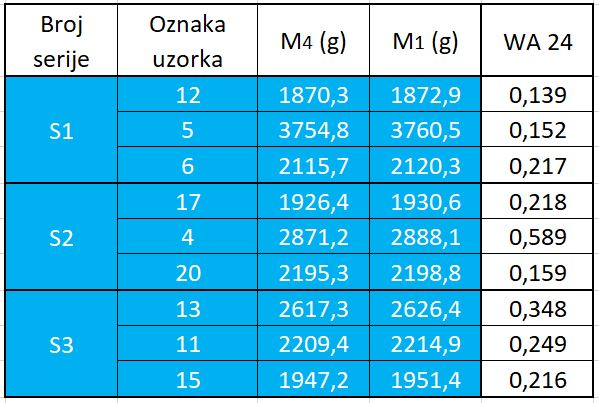 Broj serije Oznaka uzorka M4 (g) M1 (g) WA 24
S1 12 1870,3 1872,9 0,139
5 3754,8 3760,5 0,152
6 2115,7 2120,3 0,217
S2 17 1926,4 1930,6 0,218
4 2871,2 2888,1 0,589
20 2195,3 2198,8 0,159
S3 13 2617,3 2626,4 0,348
11 2209,4 2214,9 0,249
15 1947,2 1951,4 0,216